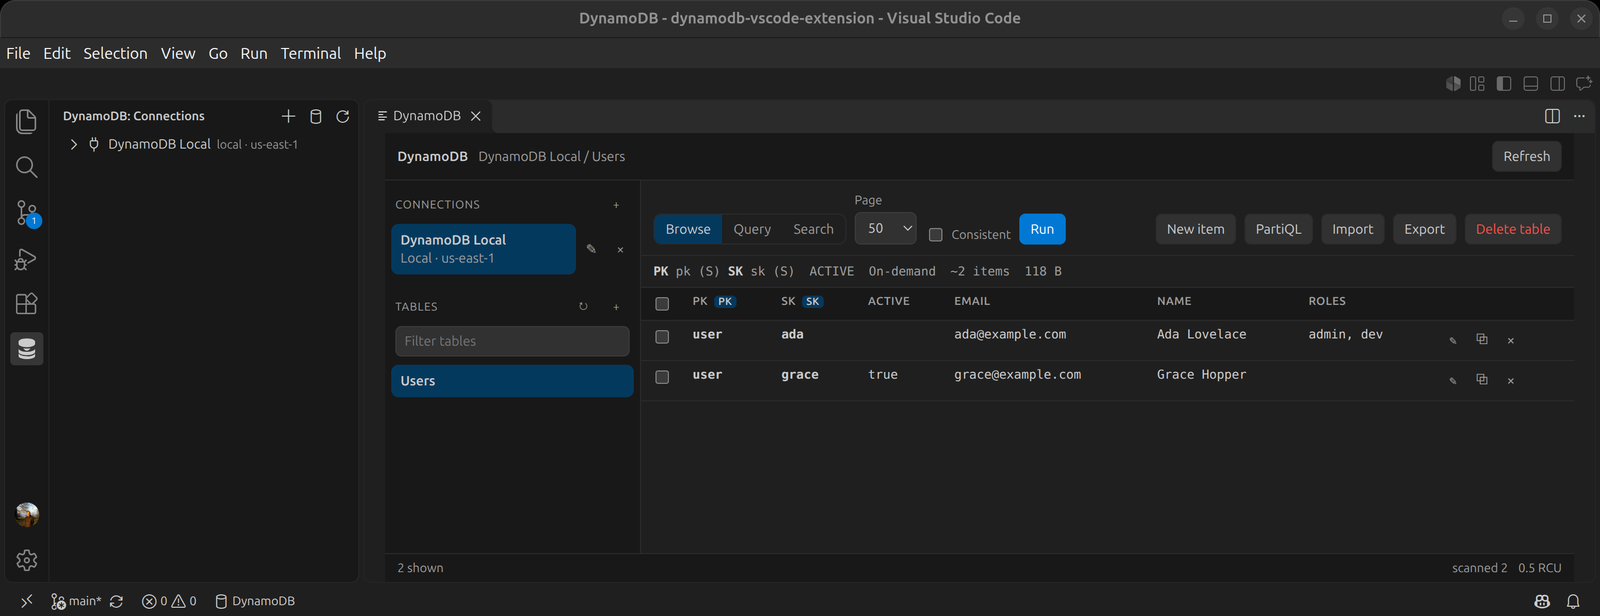 DynamoDB - dynamodb-vscode-extension - Visual Studio Code
File Edit Selection View Go Run Terminal Help
DynamoDB: Connections
DynamoDB Local local · us-east-1
1
DynamoDB
DynamoDB DynamoDB Local / Users Refresh
CONNECTIONS +
DynamoDB Local
Local · us-east-1
TABLES +
Filter tables
Users
Page
Browse Query Search 50 Consistent Run New item PartiQL Import Export Delete table
PK pk (S) SK sk (S) ACTIVE On-demand ~2 items 118 B
PK PK SK SK ACTIVE EMAIL NAME ROLES
user ada ada@example.com Ada Lovelace admin, dev
user grace true grace@example.com Grace Hopper
2 shown scanned 2 0.5 RCU
main* 0 0 DynamoDB